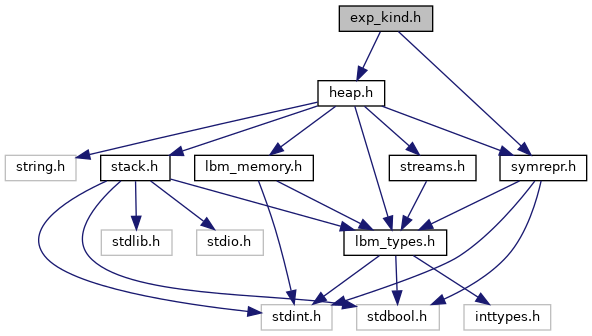 exp_kind.h
heap.h
string.h
stack.h
lbm_memory.h
streams.h
symrepr.h
stdlib.h
stdio.h
lbm_types.h
stdint.h
stdbool.h
inttypes.h